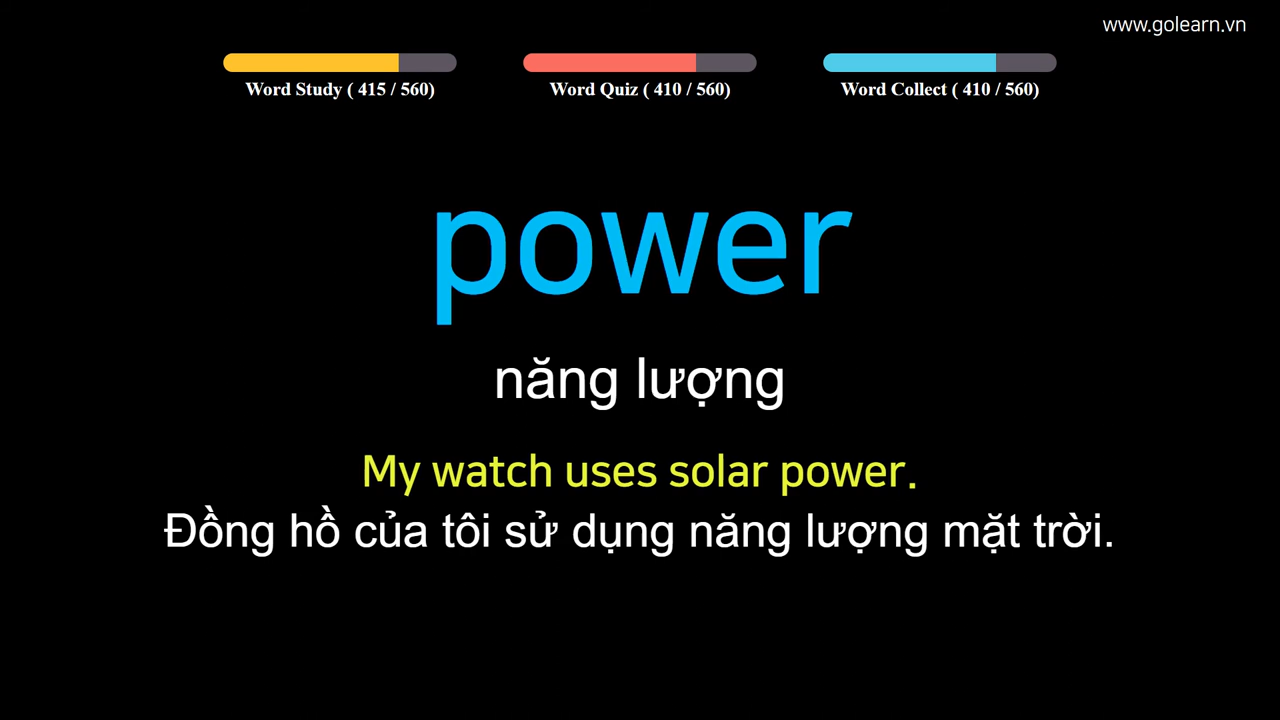 www.golearn.vn
Word Study ( 415 / 560)
Word Quiz ( 410 / 560)
Word Collect ( 410 / 560)
power
năng lượng
My watch uses solar power.
Đồng hồ của tôi sử dụng năng lượng mặt trời.